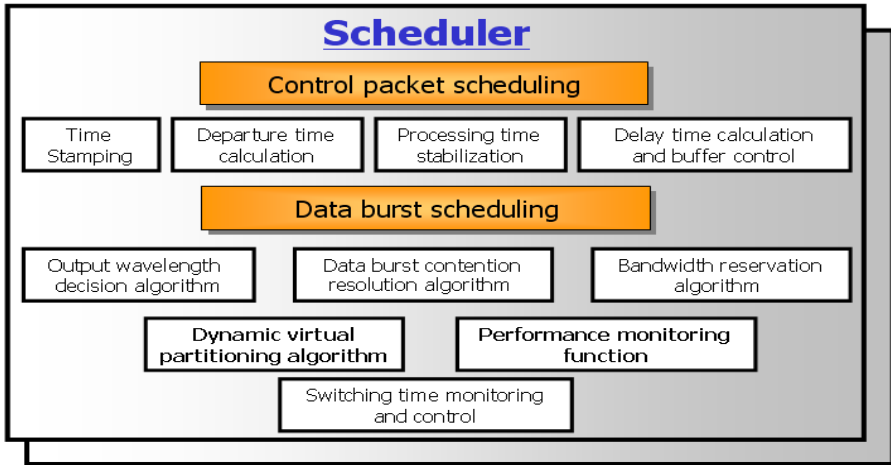 Scheduler
Control packet scheduling
Time
Stamping
Departure time
calculation
Processing time
stabilization
Delay time calculation
and buffer control
Data burst scheduling
Output wavelength
decision algorithm
Data burst contention
resolution algorithm
Bandwidth reservation
algorithm
Dynamic virtual
partitioning algorithm
Performance monitoring
function
Switching time monitoring
and control